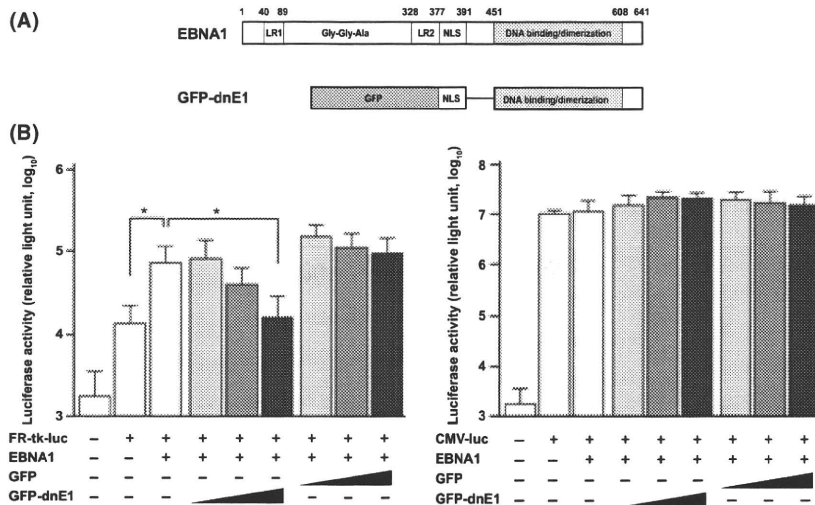 (A)
1 40 89 328 377 391 451 608 641
EBNA1 LR1 Gly-Gly-Ala LR2 NLS DNA binding/dimerization
GFP-dnE1 GFP NLS DNA binding/dimerization
(B)
Luciferase activity (relative light unit, log10)
6
5
4
3
* *
FR-tk-luc − + + + + + + + +
EBNA1 − − + + + + + + +
GFP − − − − − −
GFP-dnE1 − − − − − −
Luciferase activity (relative light unit, log10)
8
7
6
5
4
3
CMV-luc − + + + + + + + +
EBNA1 − − + + + + + + +
GFP − − − − − −
GFP-dnE1 − − − − − −